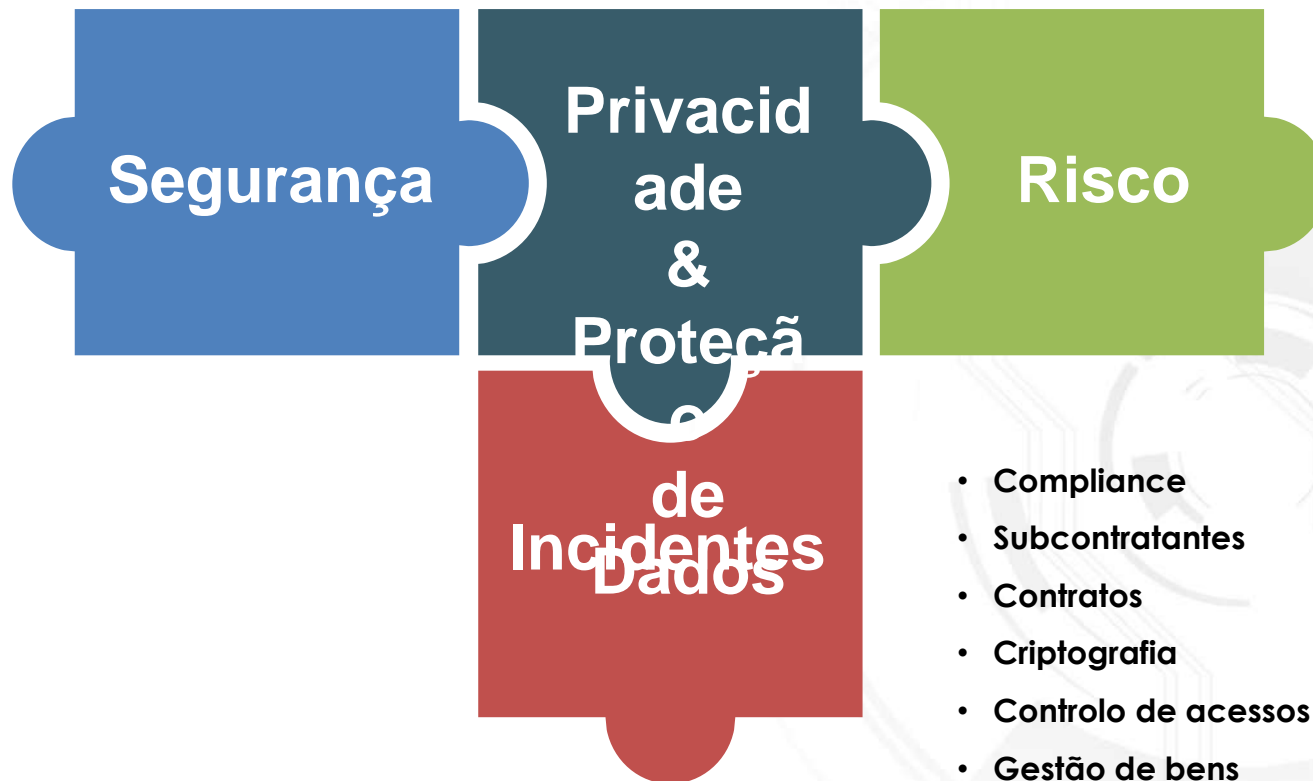 Segurança
Privacid
ade
&
Proteçã
o
de
Dados
Risco
Incidentes
• Compliance
• Subcontratantes
• Contratos
• Criptografia
• Controlo de acessos
• Gestão de bens